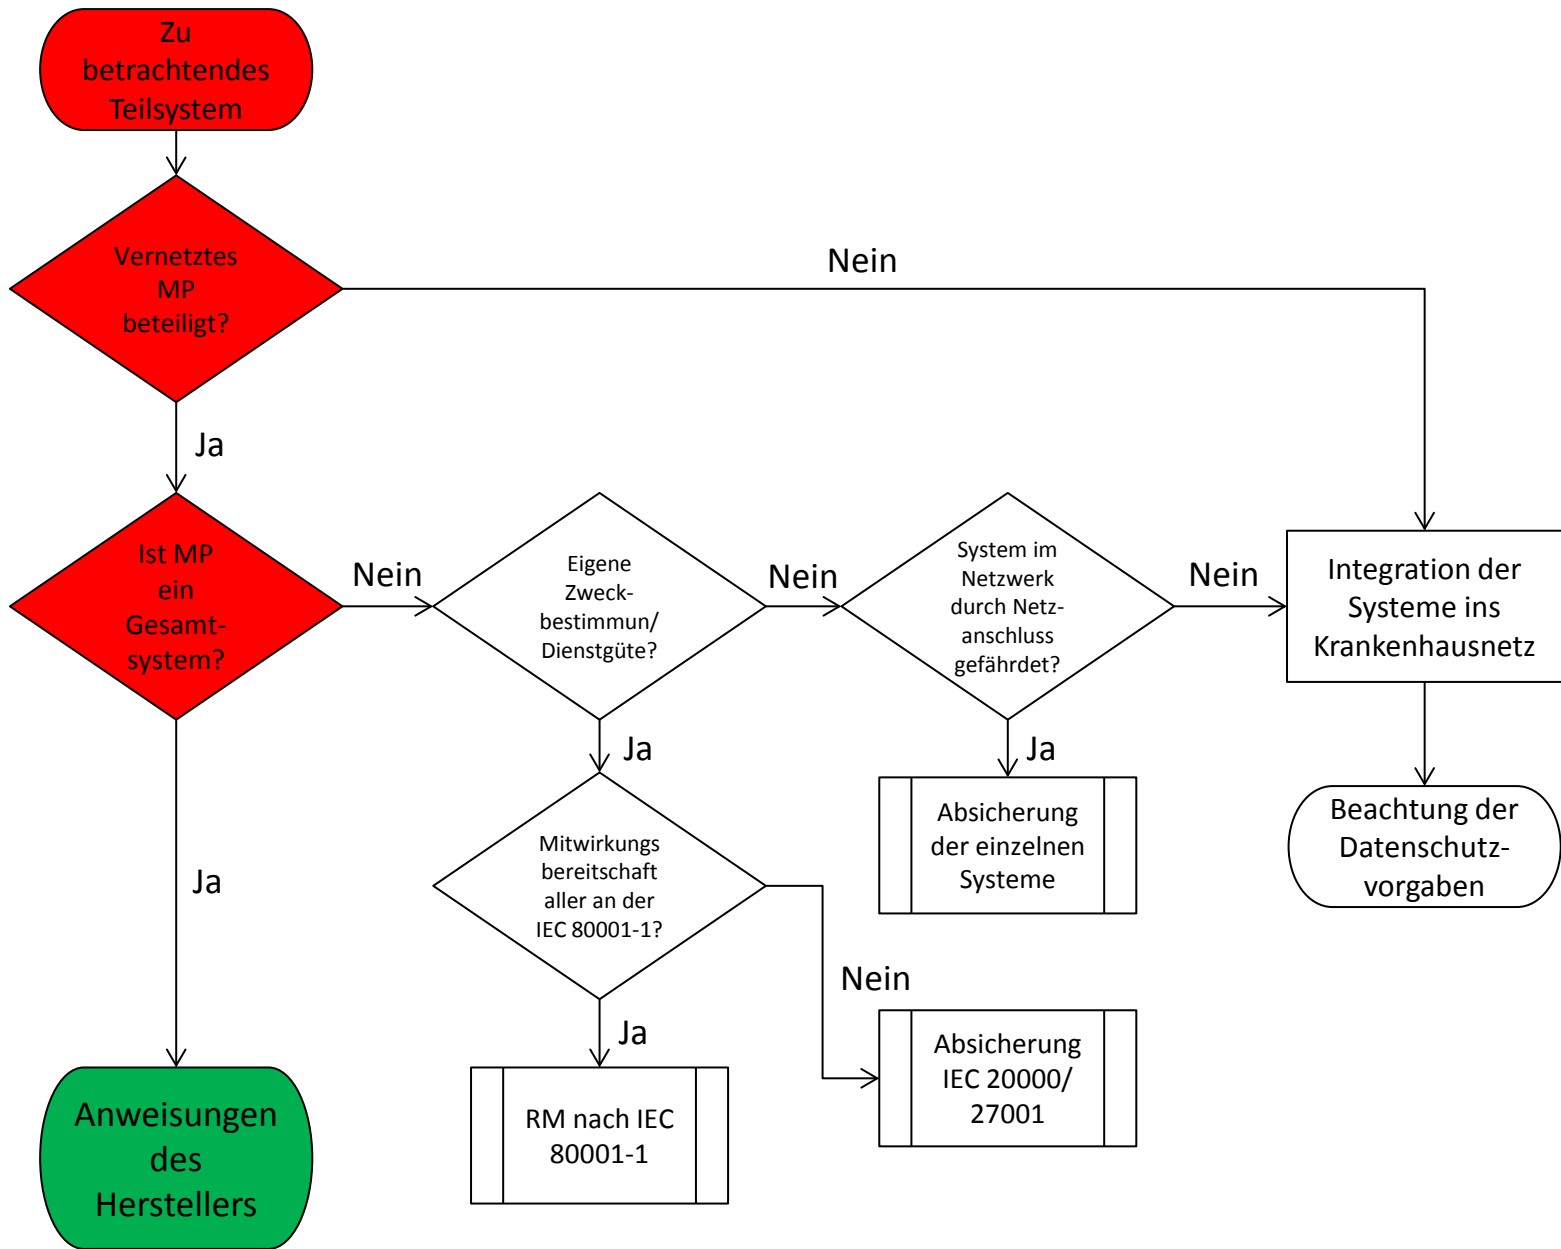 Zu
betrachtendes
Teilsystem
Vernetztes
MP
beteiligt?
Nein
Ja
Ist MP
ein
Gesamt-
system?
Nein
Eigene
Zweck-
bestimmun/
Dienstgüte?
Nein
System im
Netzwerk
durch Netz-
anschluss
gefährdet?
Nein
Integration der
Systeme ins
Krankenhausnetz
Ja
Ja
Ja
Mitwirkungs
bereitschaft
aller an der
IEC 80001-1?
Absicherung
der einzelnen
Systeme
Beachtung der
Datenschutz-
vorgaben
Nein
Ja
Anweisungen
des
Herstellers
RM nach IEC
80001-1
Absicherung
IEC 20000/
27001